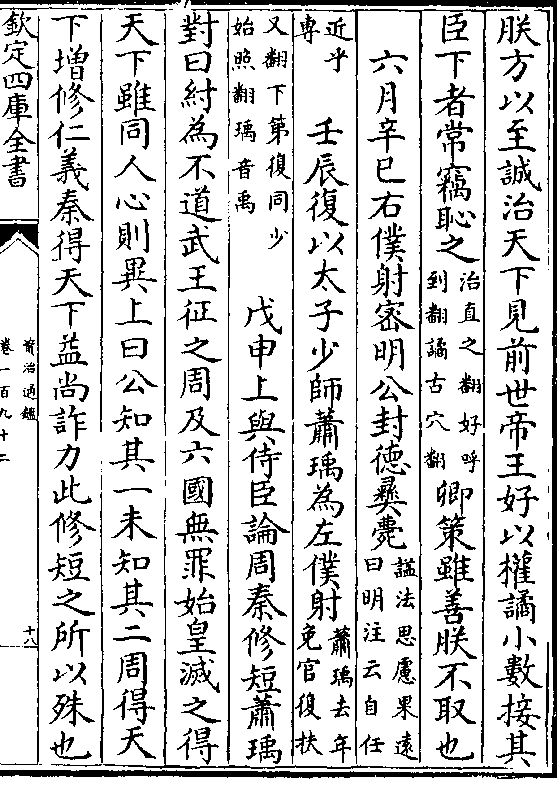 朕方以至誠治天下見前世帝王好以權譎小數接其
臣下者常竊恥之治直之翻好呼到翻譎古穴翻卿策雖善朕不取也
六月辛巳右僕射密明公封德彞薨諡法思慮果遠曰明注云自任
近乎專壬辰復以太子少師蕭瑀為左僕射蕭瑀去年免官復扶
又翻下第復同少始照翻瑀音禹戊申上與侍臣論周秦修短蕭瑀
對曰紂為不道武王征之周及六國無罪始皇滅之得
天下雖同人心則異上曰公知其一未知其二周得天
下增修仁義秦得天下益尚詐力此修短之所以殊也
欽定四庫全書
資治通鑑
卷一百九十二
十八